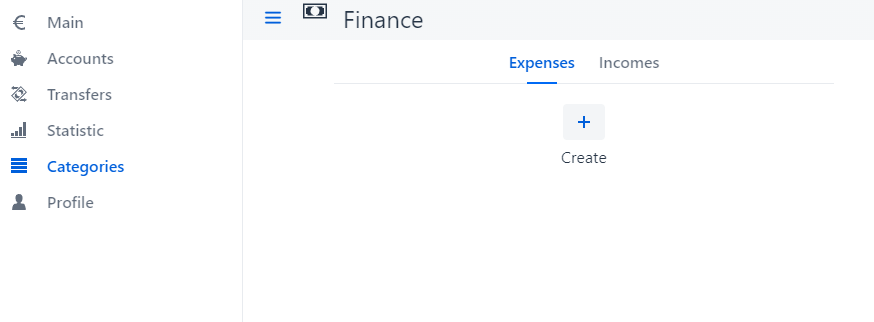 Main
Accounts
Transfers
Statistic
Categories
Profile
Finance
Expenses Incomes
Create